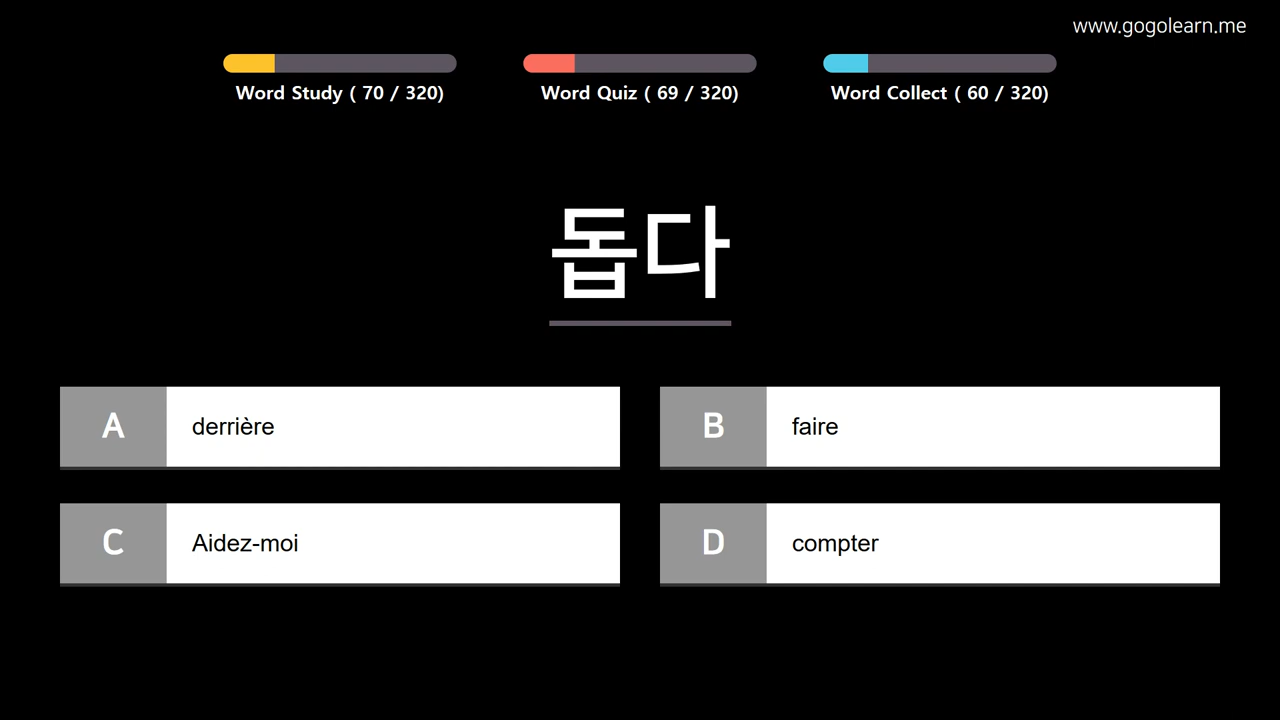 www.gogolearn.me
Word Study ( 70 / 320)
Word Quiz ( 69 / 320)
Word Collect ( 60 / 320)
돕다
A derrière
B faire
C Aidez-moi
D compter